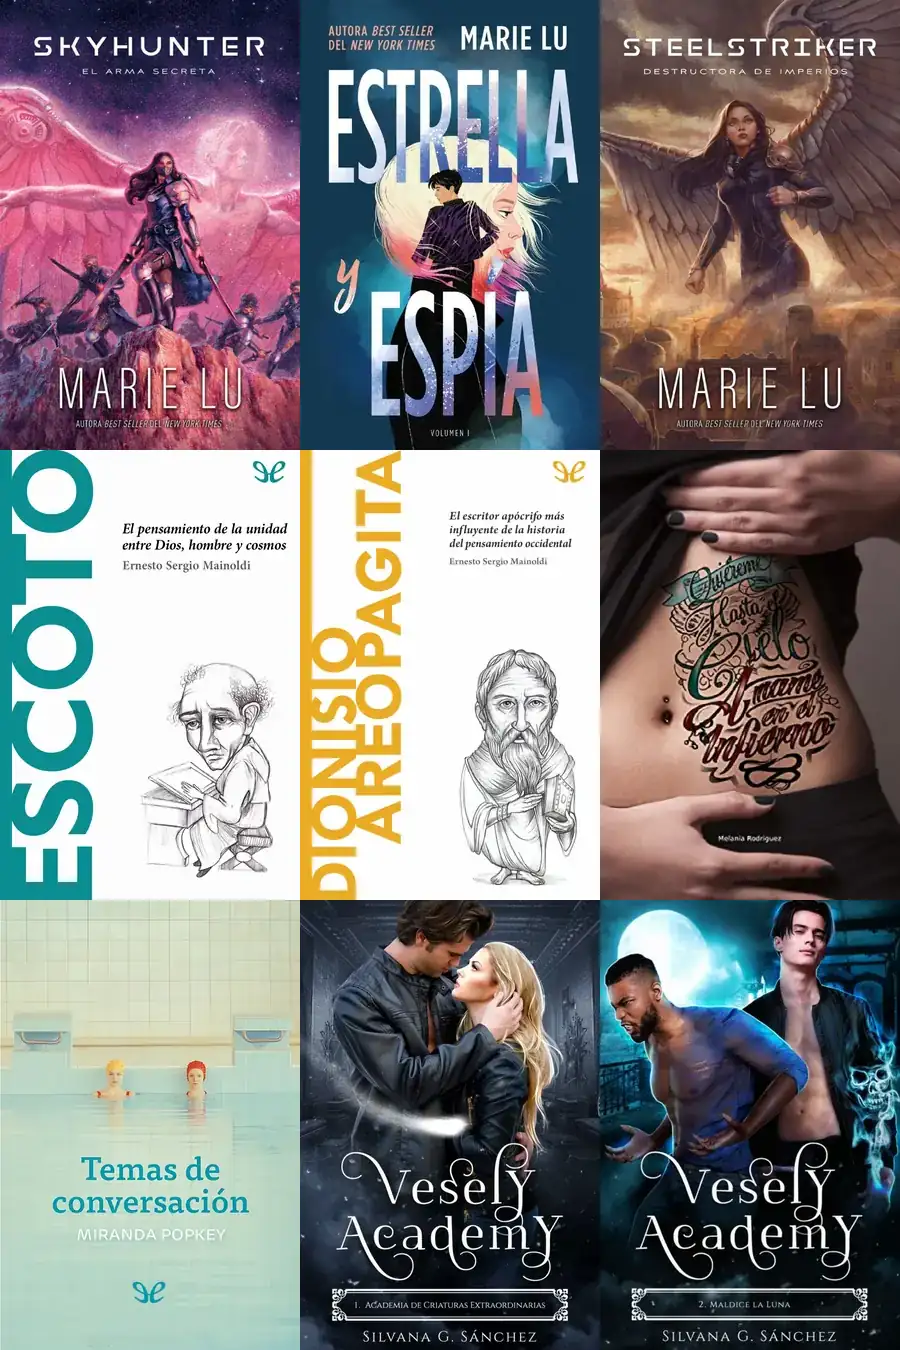 SKYHUNTER
EL ARMA SECRETA
MARIE LU
AUTORA BEST SELLER DEL NEW YORK TIMES
AUTORA BEST SELLER
DEL NEW YORK TIMES
MARIE LU
ESTRELLA
y
ESPÍA
VOLUMEN I
STEELSTRIKER
DESTRUCTORA DE IMPERIOS
MARIE LU
AUTORA BEST SELLER DEL NEW YORK TIMES
ESCOTO
El pensamiento de la unidad
entre Dios, hombre y cosmos
Ernesto Sergio Mainoldi
DIONISIO
AREOPAGITA
El escritor apócrifo más
influyente de la historia
del pensamiento occidental
Ernesto Sergio Mainoldi
Quiéreme
Hasta el
Cielo
Amame
en el
Infierno
Melania Rodríguez
Temas de
conversación
MIRANDA POPKEY
Vesely
Academy
1. Academia de Criaturas Extraordinarias
Silvana G. Sánchez
Vesely
Academy
2. Maldice la Luna
Silvana G. Sánchez